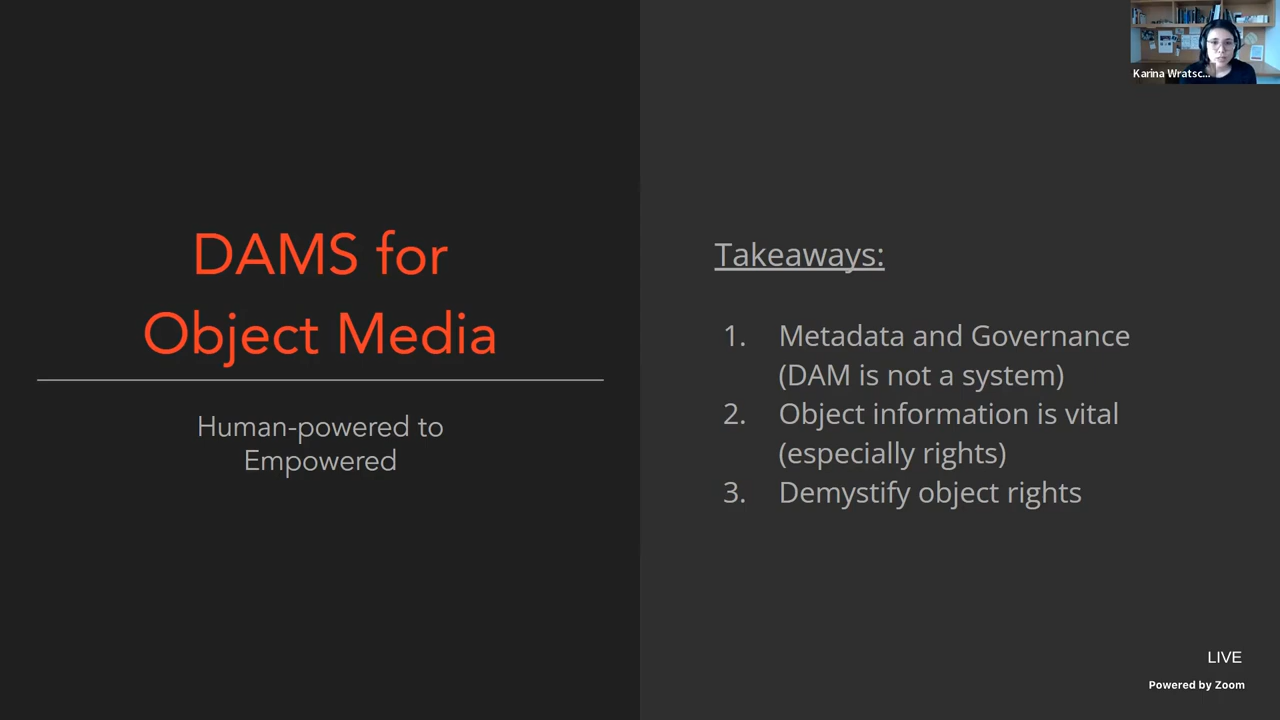 Karina Wratsc...
DAMS for
Object Media
Human-powered to
Empowered
Takeaways:
1. Metadata and Governance
(DAM is not a system)
2. Object information is vital
(especially rights)
3. Demystify object rights
LIVE
Powered by Zoom